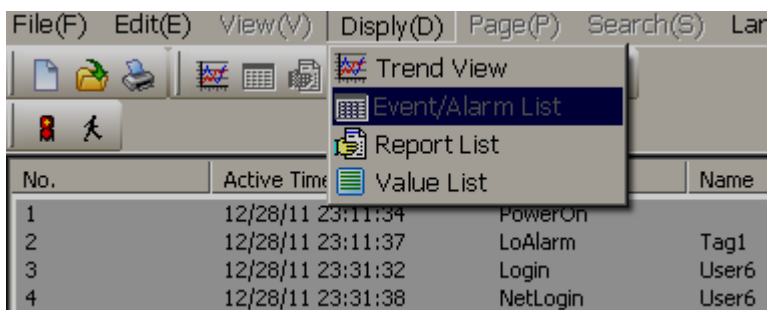 File(F) Edit(E) View(V) Disply(D) Page(P) Search(S) Lar
Trend View
Event/Alarm List
Report List
Value List
No. Active Time Name
1 12/28/11 23:11:34 PowerOn
2 12/28/11 23:11:37 LoAlarm Tag1
3 12/28/11 23:31:32 Login User6
4 12/28/11 23:31:38 NetLogin User6